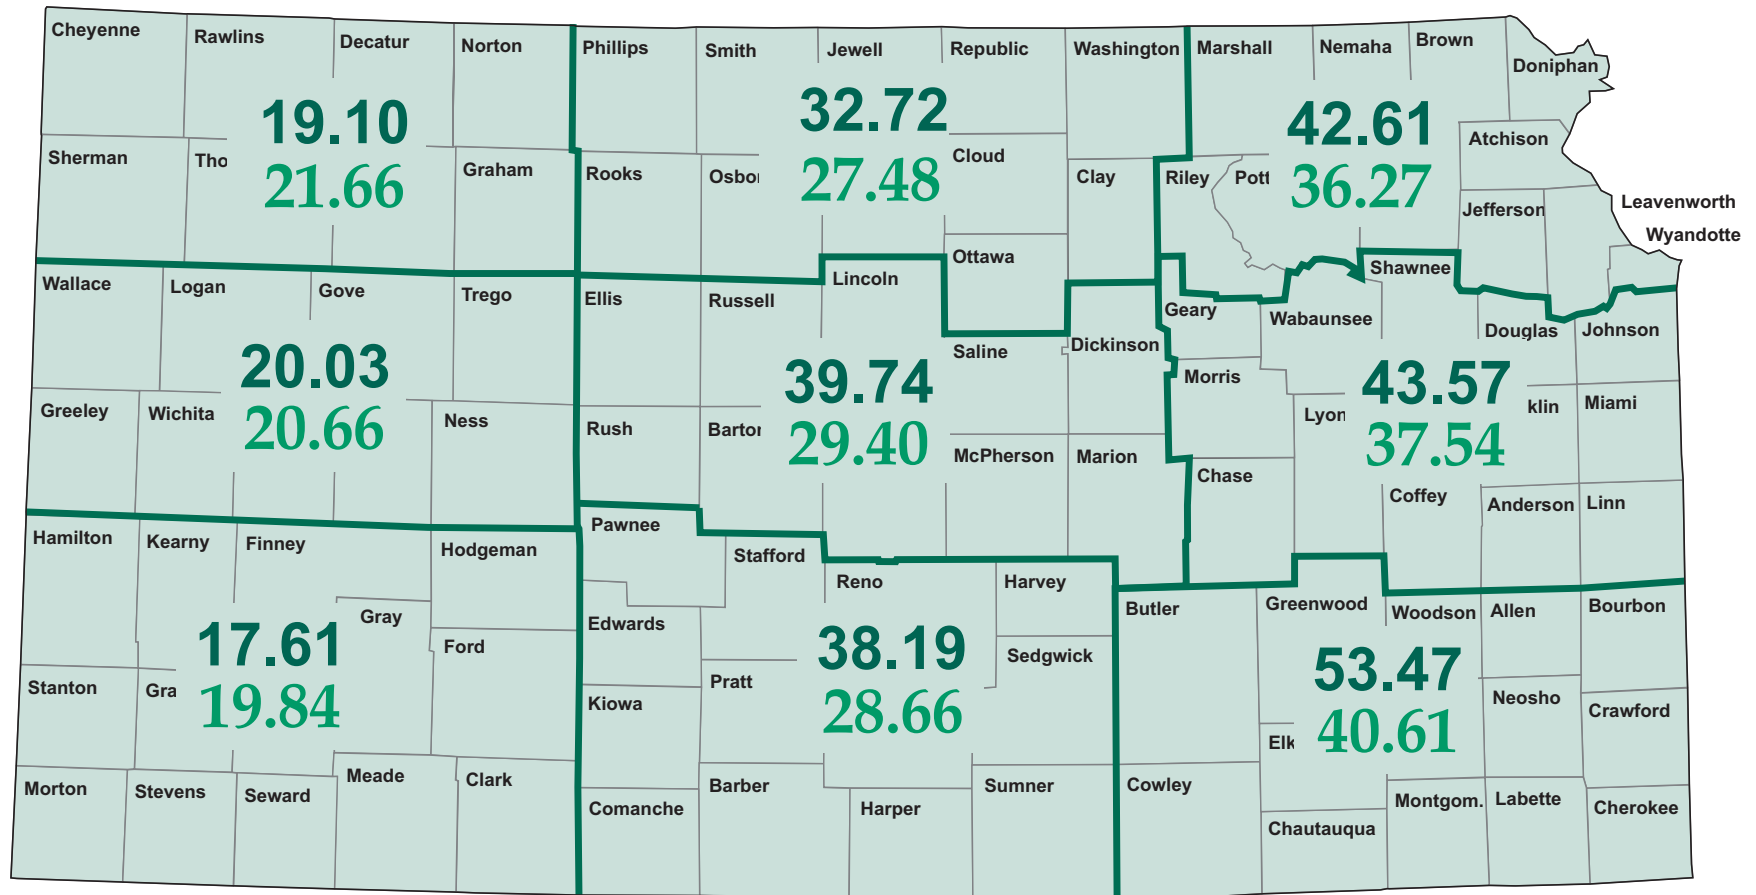 Cheyenne
Rawlins
Decatur
Norton
Phillips
Smith
Jewell
Republic
Washington
Marshall
Nemaha
Brown
Doniphan
19.10
21.66
32.72
27.48
42.61
36.27
Atchison
Sherman
Tho
Graham
Rooks
Osbo
Cloud
Clay
Riley
Pott
Jefferson
Leavenworth
Wyandotte
Wallace
Logan
Gove
Trego
Ellis
Russell
Lincoln
Ottawa
Shawnee
Geary
Wabaunsee
Douglas
Johnson
Saline
Dickinson
20.03
20.66
39.74
29.40
43.57
37.54
Morris
Greeley
Wichita
Ness
Rush
Barton
McPherson
Marion
Chase
Lyon
klin
Miami
Coffey
Anderson
Linn
Hamilton
Kearny
Finney
Hodgeman
Pawnee
Stafford
Reno
Harvey
Butler
Greenwood
Woodson
Allen
Bourbon
Gray
Ford
Edwards
Sedgwick
17.61
19.84
38.19
28.66
53.47
40.61
Stanton
Gra
Kiowa
Pratt
Elk
Neosho
Crawford
Morton
Stevens
Seward
Meade
Clark
Comanche
Barber
Harper
Sumner
Cowley
Chautauqua
Montgom.
Labette
Cherokee